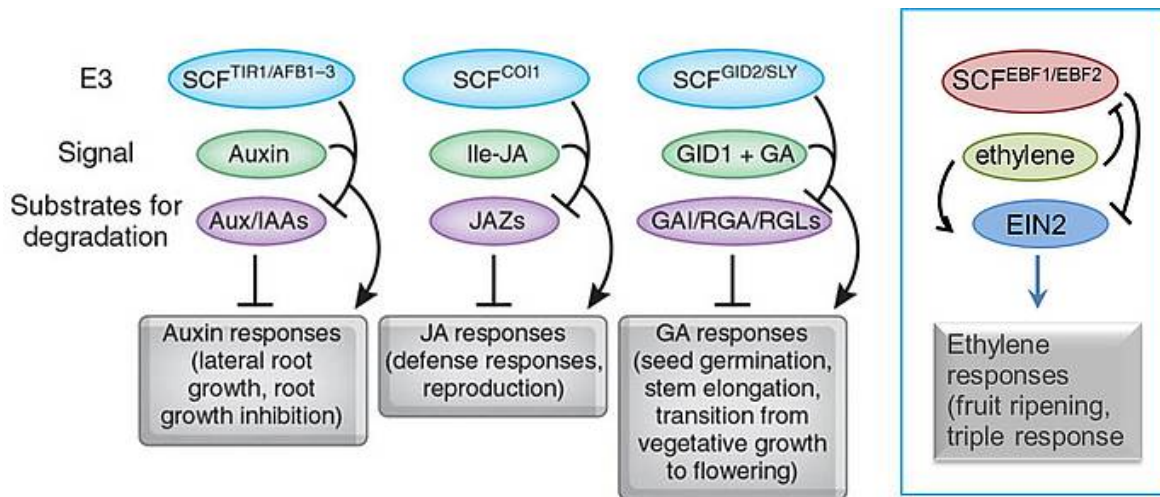 E3
SCF^TIR1/AFB1–3
SCF^COI1
SCF^GID2/SLY
SCF^EBF1/EBF2
Signal
Auxin
Ile-JA
GID1 + GA
ethylene
Substrates for
degradation
Aux/IAAs
JAZs
GAI/RGA/RGLs
EIN2
Auxin responses
(lateral root
growth, root
growth inhibition)
JA responses
(defense responses,
reproduction)
GA responses
(seed germination,
stem elongation,
transition from
vegetative growth
to flowering)
Ethylene
responses
(fruit ripening,
triple response